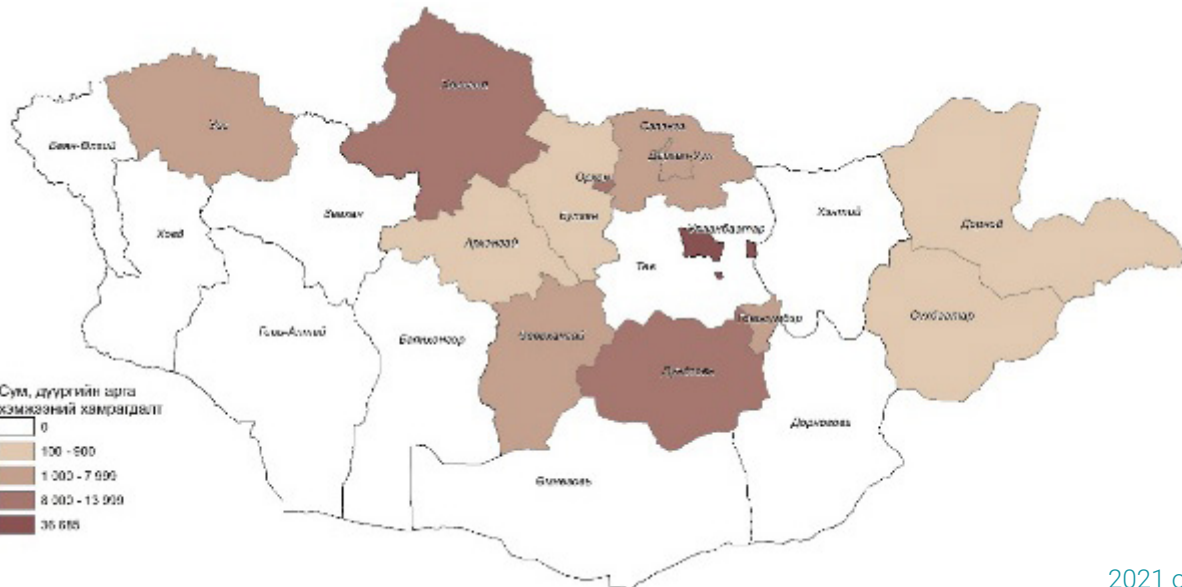 Увс
Хөвсгөл
Сэлэнгэ
Баян-Өлгий
Дархан-Уул
Орхон
Завхан
Булган
Хэнтий
Дорнод
Ховд
Архангай
Улаанбаатар
Төв
Сүхбаатар
Говь-Алтай
Баянхонгор
Өвөрхангай
Говьсүмбэр
Дундговь
Дорноговь
Өмнөговь
Сум, дүүргийн арга
хэмжээний хамрагдалт
0
100 - 900
1 000 - 7 999
8 000 - 13 999
36 685